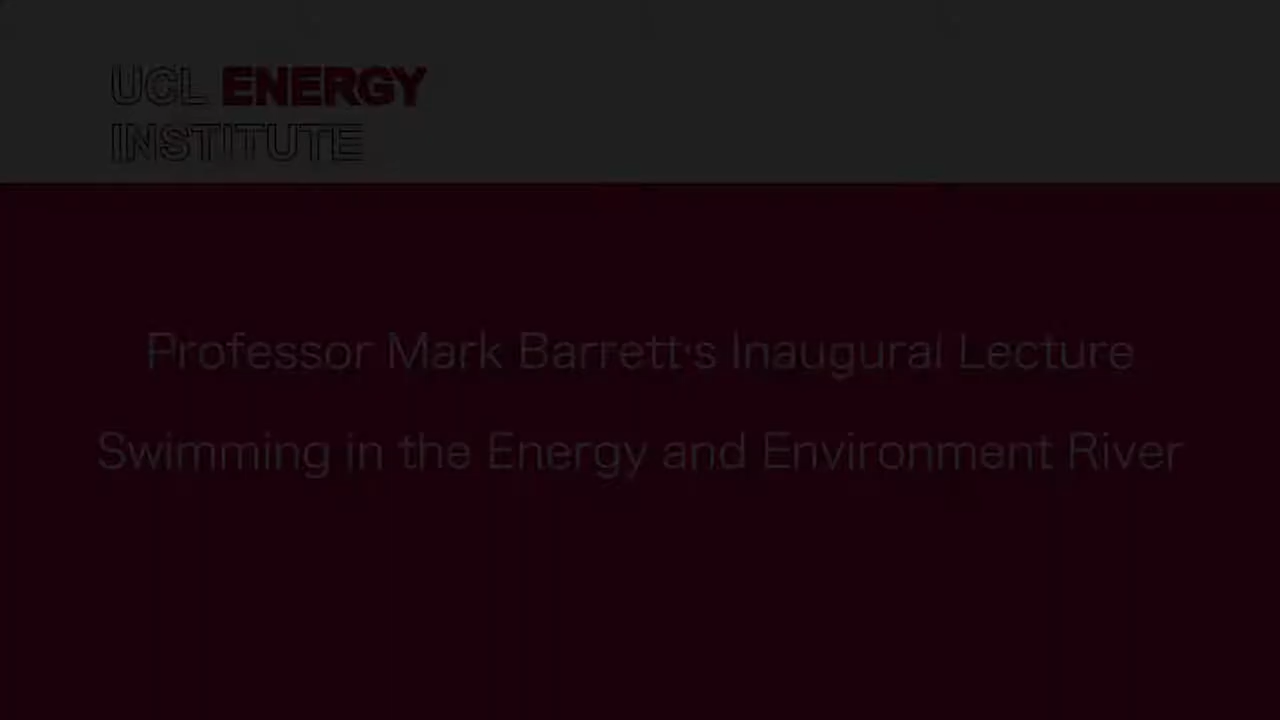 UCL ENERGY
INSTITUTE
Professor Mark Barrett's Inaugural Lecture
Swimming in the Energy and Environment River